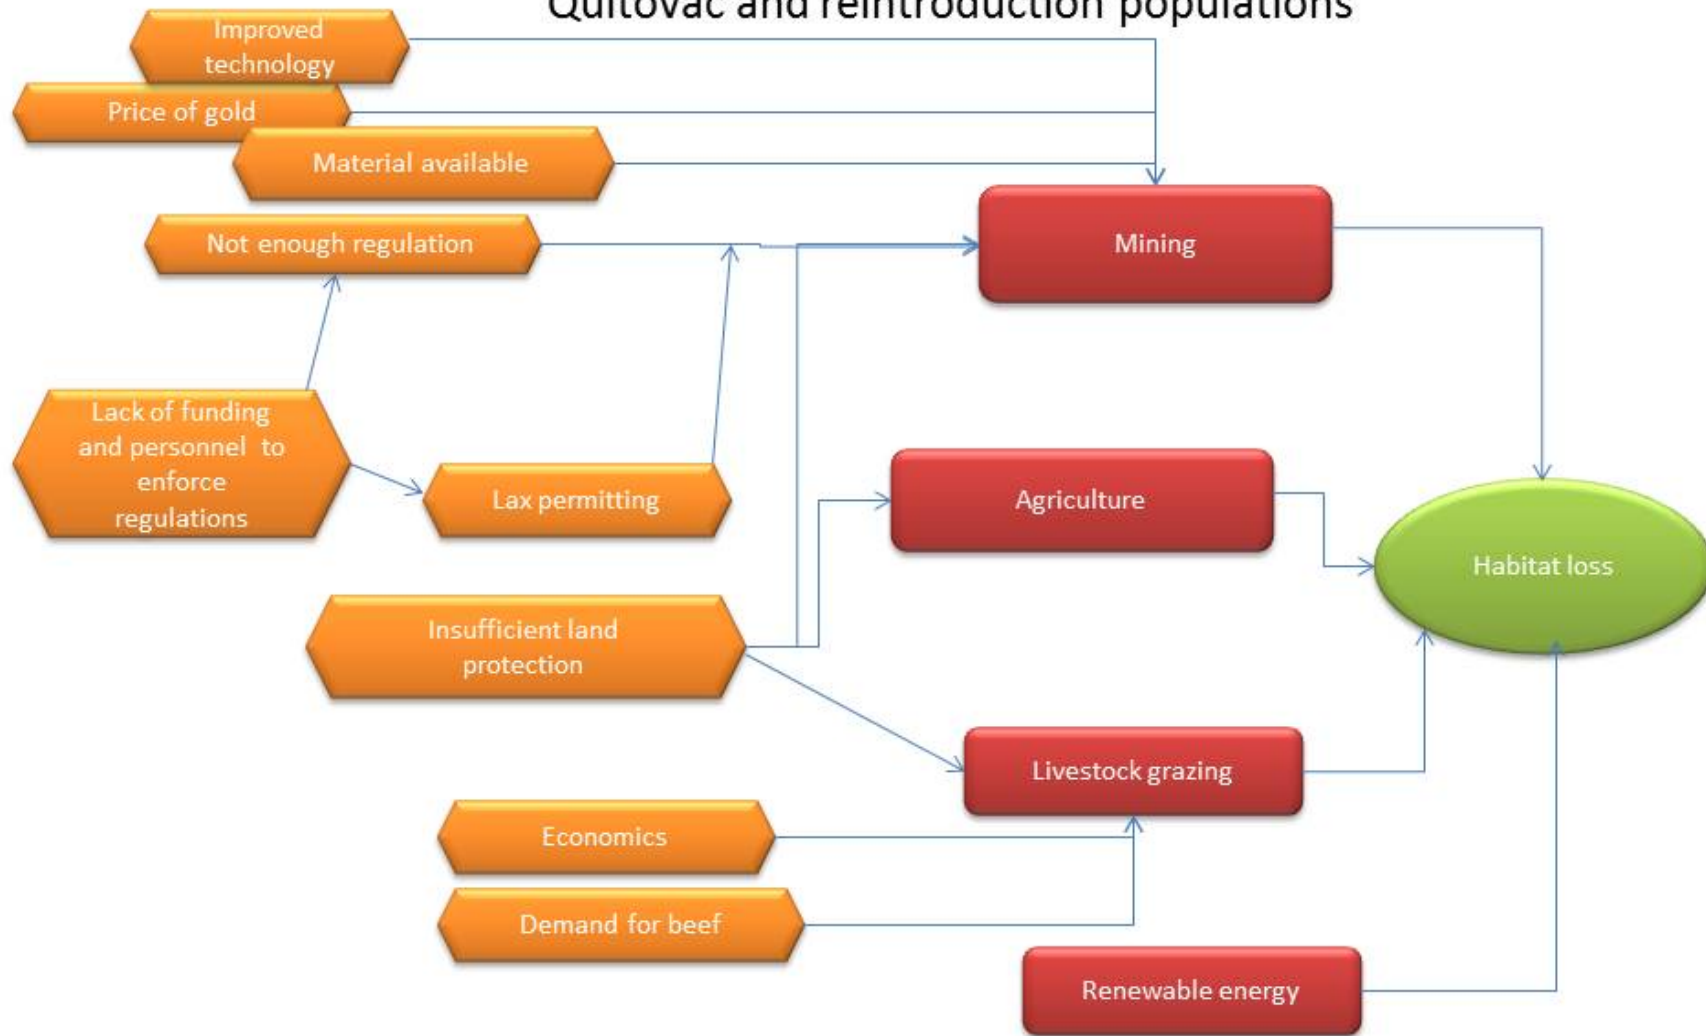 Quitovac and reintroduction populations
Improved
technology
Price of gold
Material available
Not enough regulation
Mining
Lack of funding
and personnel to
enforce
regulations
Lax permitting
Agriculture
Habitat loss
Insufficient land
protection
Livestock grazing
Economics
Demand for beef
Renewable energy